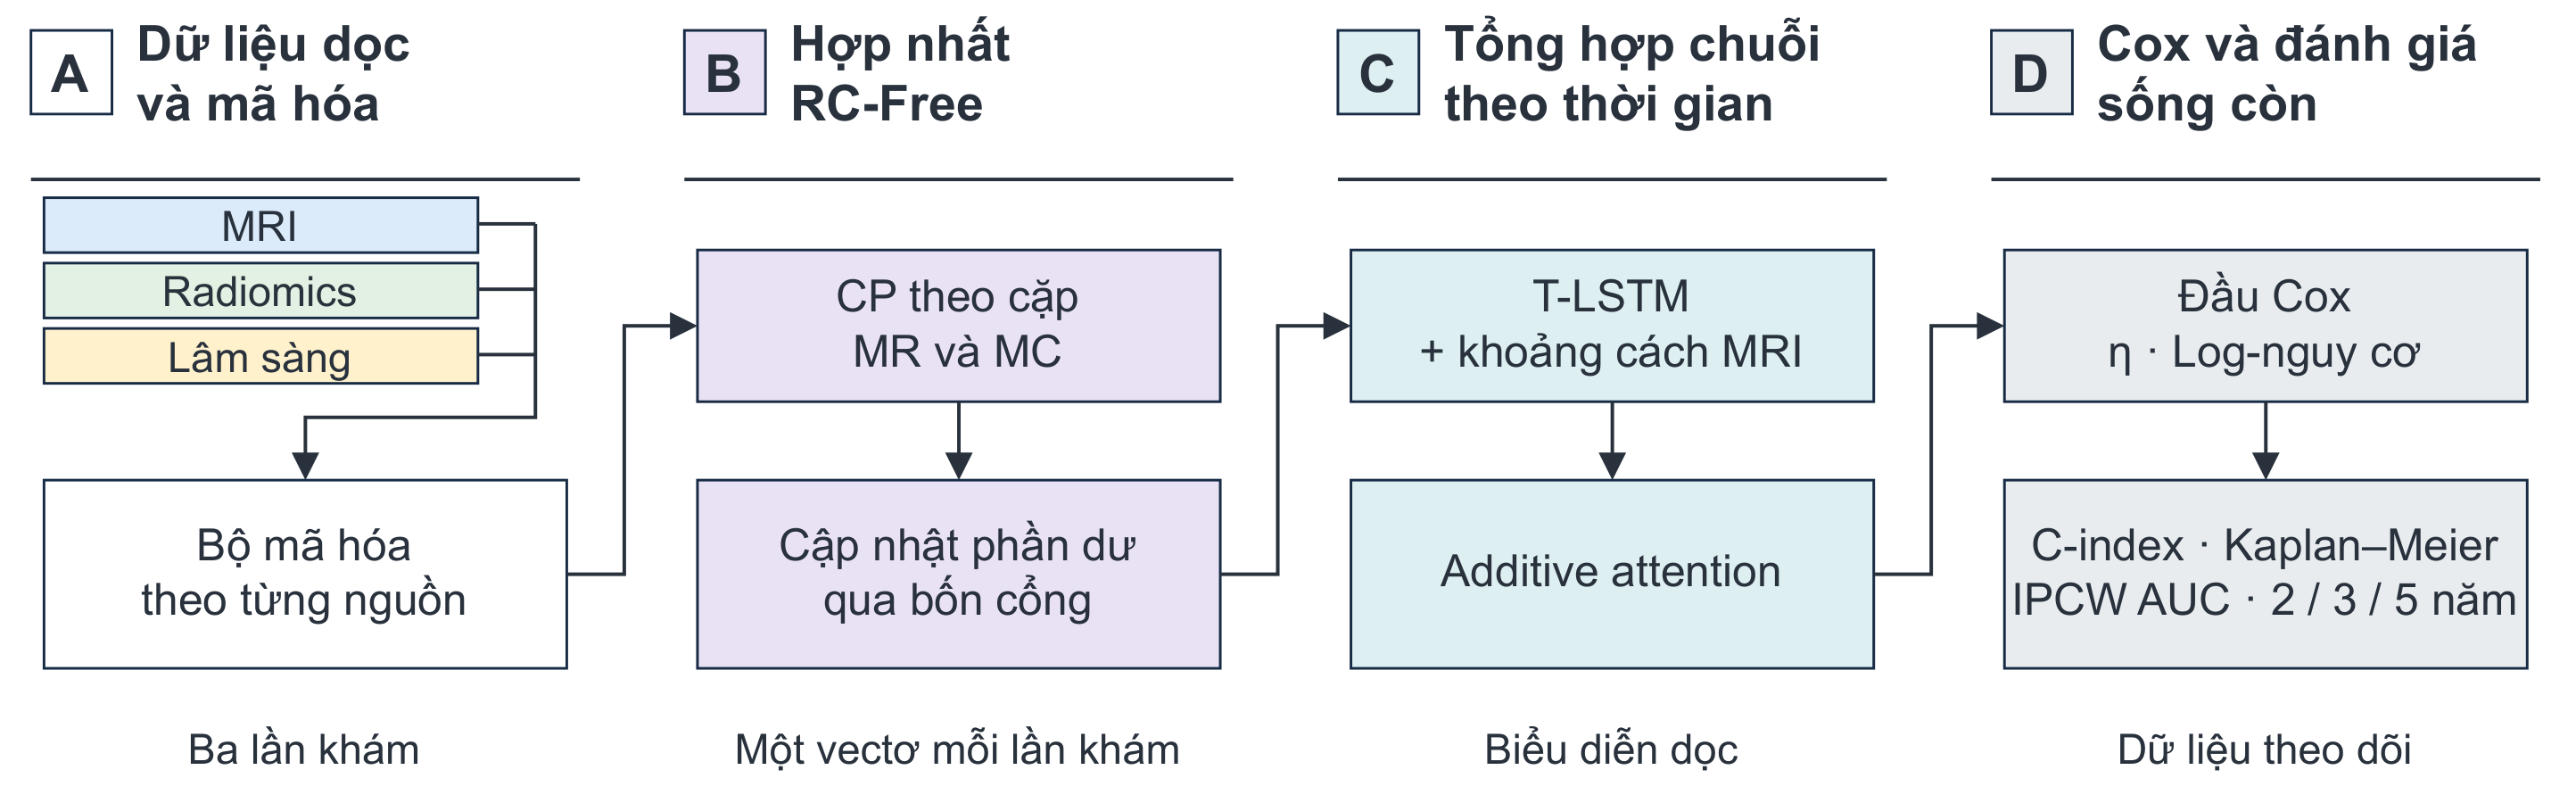 A
Dữ liệu dọc
và mã hóa
MRI
Radiomics
Lâm sàng
Bộ mã hóa
theo từng nguồn
Ba lần khám
B
Hợp nhất
RC-Free
CP theo cặp
MR và MC
Cập nhật phần dư
qua bốn cổng
Một vectơ mỗi lần khám
C
Tổng hợp chuỗi
theo thời gian
T-LSTM
+ khoảng cách MRI
Additive attention
Biểu diễn dọc
D
Cox và đánh giá
sống còn
Đầu Cox
η · Log-nguy cơ
C-index · Kaplan–Meier
IPCW AUC · 2 / 3 / 5 năm
Dữ liệu theo dõi